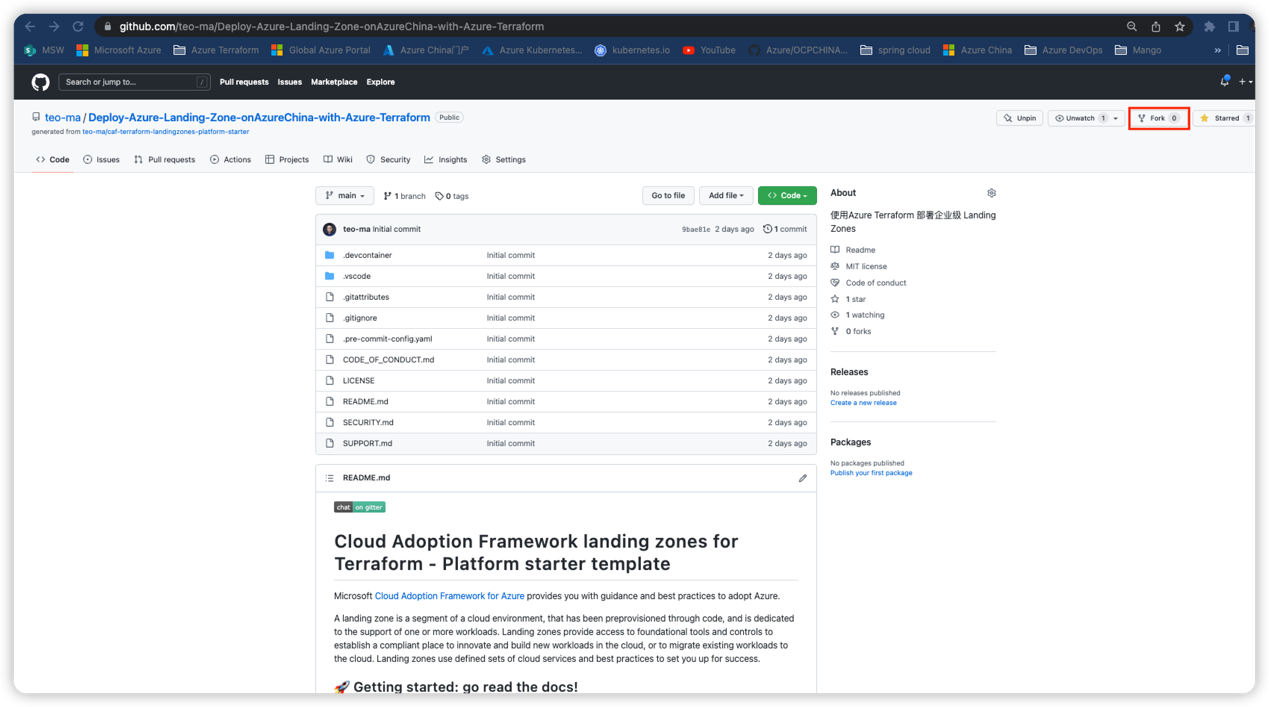 github.com/teo-ma/Deploy-Azure-Landing-Zone-onAzureChina-with-Azure-Terraform
MSW Microsoft Azure Azure Terraform Global Azure Portal Azure China门户 Azure Kubernetes... kubernetes.io YouTube Azure/OCPCHINA... spring cloud Azure China Azure DevOps Mango »
Search or jump to... / Pull requests Issues Marketplace Explore
teo-ma / Deploy-Azure-Landing-Zone-onAzureChina-with-Azure-Terraform Public
Unpin Unwatch 1 Fork 0 Starred 1
generated from teo-ma/caf-terraform-landingzones-platform-starter
Code Issues Pull requests Actions Projects Wiki Security Insights Settings
main 1 branch 0 tags Go to file Add file Code
teo-ma Initial commit 9bae81e 2 days ago 1 commit
.devcontainer Initial commit 2 days ago
.vscode Initial commit 2 days ago
.gitattributes Initial commit 2 days ago
.gitignore Initial commit 2 days ago
.pre-commit-config.yaml Initial commit 2 days ago
CODE_OF_CONDUCT.md Initial commit 2 days ago
LICENSE Initial commit 2 days ago
README.md Initial commit 2 days ago
SECURITY.md Initial commit 2 days ago
SUPPORT.md Initial commit 2 days ago
README.md
chat on gitter
Cloud Adoption Framework landing zones for
Terraform - Platform starter template
Microsoft Cloud Adoption Framework for Azure provides you with guidance and best practices to adopt Azure.
A landing zone is a segment of a cloud environment, that has been preprovisioned through code, and is dedicated
to the support of one or more workloads. Landing zones provide access to foundational tools and controls to
establish a compliant place to innovate and build new workloads in the cloud, or to migrate existing workloads to
the cloud. Landing zones use defined sets of cloud services and best practices to set you up for success.
🚀 Getting started: go read the docs!
About
使用Azure Terraform 部署企业级 Landing
Zones
Readme
MIT license
Code of conduct
1 star
1 watching
0 forks
Releases
No releases published
Create a new release
Packages
No packages published
Publish your first package